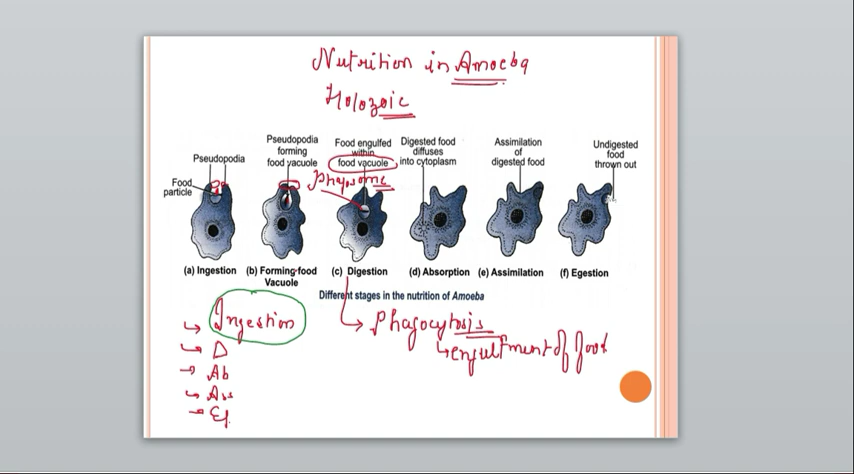 Nutrition in Amoeba
Holozoic
Pseudopodia
Food
particle
Pseudopodia
forming
food vacuole
Food engulfed
within
food vacuole
Phagosome
Digested food
diffuses
into cytoplasm
Assimilation
of
digested food
Undigested
food
thrown out
(a) Ingestion
(b) Forming food
Vacuole
(c) Digestion
(d) Absorption
(e) Assimilation
(f) Egestion
Different stages in the nutrition of Amoeba
Ingestion
D
Ab
Ass
Eg.
Phagocytosis
engulfment of food